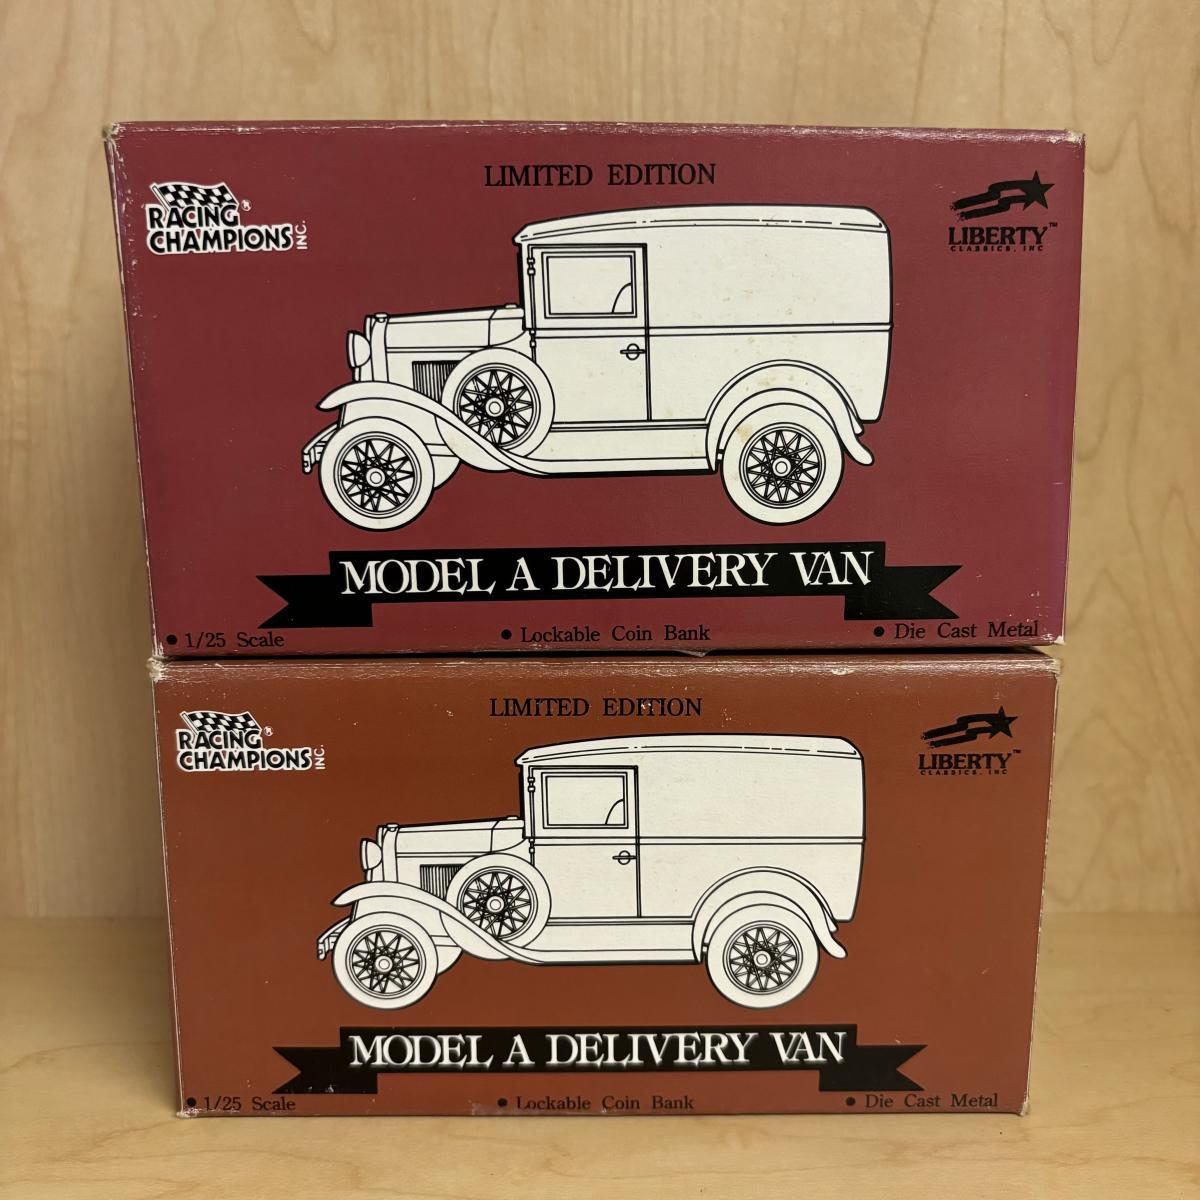 LIMITED EDITION
RACING®
CHAMPIONS INC.
LIBERTY™
CLASSICS, INC
MODEL A DELIVERY VAN
• 1/25 Scale
• Lockable Coin Bank
• Die Cast Metal
LIMITED EDITION
RACING®
CHAMPIONS INC.
LIBERTY™
CLASSICS, INC
MODEL A DELIVERY VAN
• 1/25 Scale
• Lockable Coin Bank
• Die Cast Metal